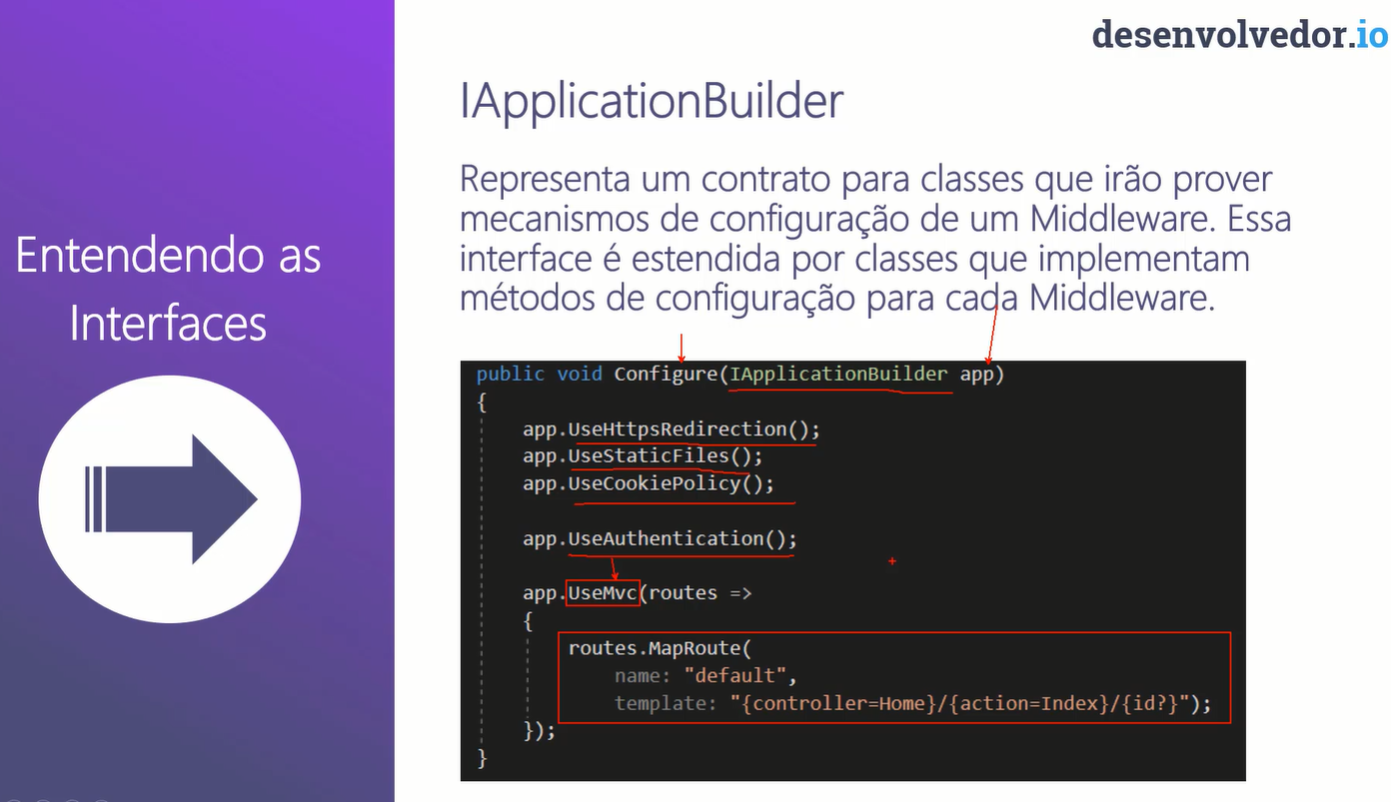 desenvolvedor.io
Entendendo as
Interfaces
IApplicationBuilder
Representa um contrato para classes que irão prover
mecanismos de configuração de um Middleware. Essa
interface é estendida por classes que implementam
métodos de configuração para cada Middleware.
public void Configure(IApplicationBuilder app)
{
    app.UseHttpsRedirection();
    app.UseStaticFiles();
    app.UseCookiePolicy();
    app.UseAuthentication();
    app.UseMvc(routes =>
    {
        routes.MapRoute(
            name: "default",
            template: "{controller=Home}/{action=Index}/{id?}");
    });
}